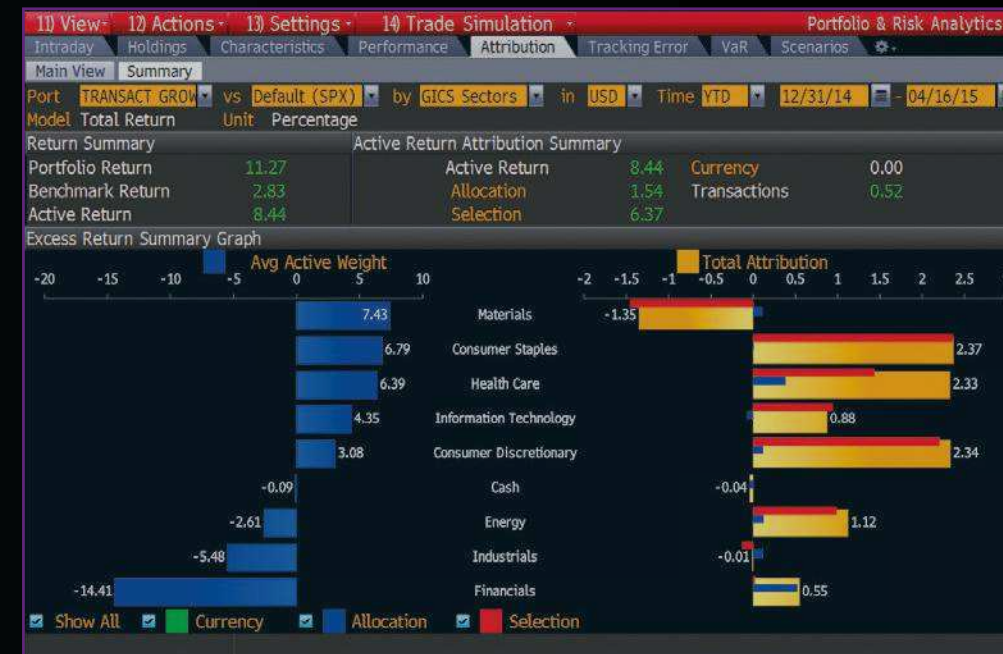 11) View 12) Actions 13) Settings 14) Trade Simulation Portfolio & Risk Analytics
Intraday Holdings Characteristics Performance Attribution Tracking Error VaR Scenarios
Main View Summary
Port TRANSACT GROW vs Default (SPX) by GICS Sectors in USD Time YTD 12/31/14 - 04/16/15
Model Total Return Unit Percentage
Return Summary Active Return Attribution Summary
Portfolio Return 11.27 Active Return 8.44 Currency 0.00
Benchmark Return 2.83 Allocation 1.54 Transactions 0.52
Active Return 8.44 Selection 6.37
Excess Return Summary Graph
Avg Active Weight Total Attribution
-20 -15 -10 -5 0 5 10 -2 -1.5 -1 -0.5 0 0.5 1 1.5 2 2.5
7.43 Materials -1.35
6.79 Consumer Staples 2.37
6.39 Health Care 2.33
4.35 Information Technology 0.88
3.08 Consumer Discretionary 2.34
-0.09 Cash -0.04
-2.61 Energy 1.12
-5.48 Industrials -0.01
-14.41 Financials 0.55
Show All Currency Allocation Selection